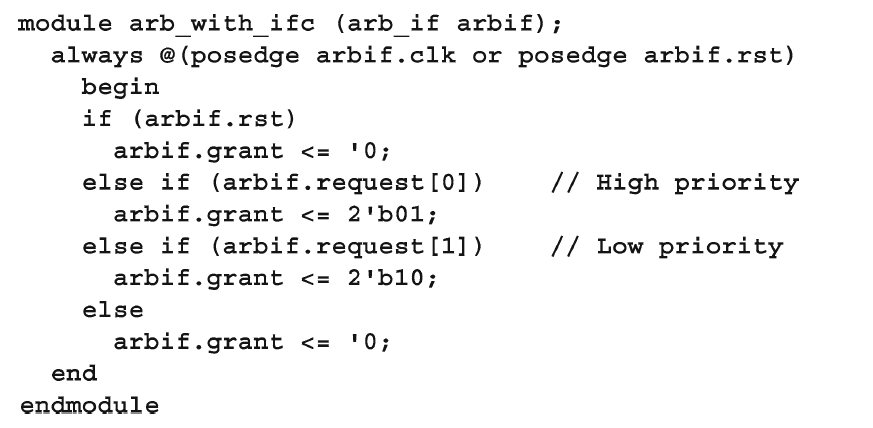 module arb_with_ifc (arb_if arbif);
  always @(posedge arbif.clk or posedge arbif.rst)
    begin
    if (arbif.rst)
      arbif.grant <= '0;
    else if (arbif.request[0])    // High priority
      arbif.grant <= 2'b01;
    else if (arbif.request[1])    // Low priority
      arbif.grant <= 2'b10;
    else
      arbif.grant <= '0;
  end
endmodule